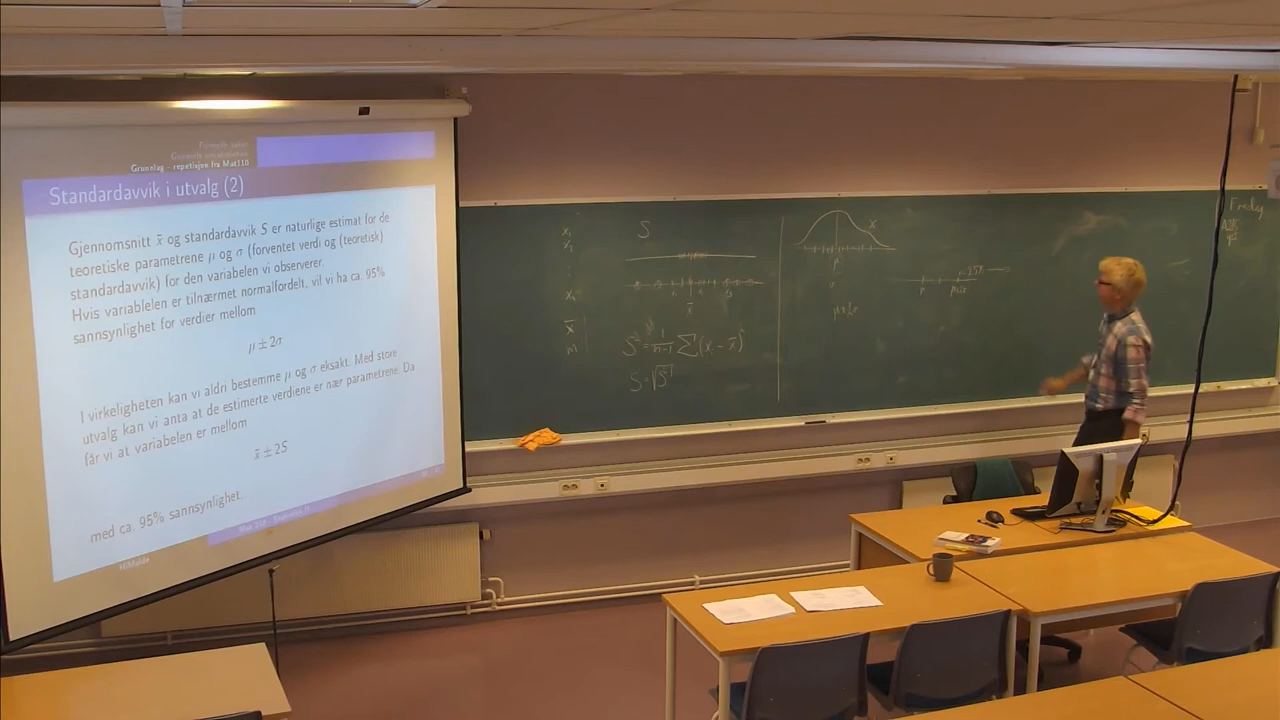 Grunnlag – repetisjon fra Mat110
Standardavvik i utvalg (2)
Gjennomsnitt x̄ og standardavvik S er naturlige estimat for de
teoretiske parametrene μ og σ (forventet verdi og (teoretisk)
standardavvik) for den variabelen vi observerer.
Hvis variablelen er tilnærmet normalfordelt, vil vi ha ca. 95%
sannsynlighet for verdier mellom
μ ± 2σ
I virkeligheten kan vi aldri bestemme μ og σ eksakt. Med store
utvalg kan vi anta at de estimerte verdiene er nær parametrene. Da
får vi at variabelen er mellom
x̄ ± 2S
med ca. 95% sannsynlighet.
HiMolde
x₁
x₂
x̄
m
S
x̄
S² = 1/(n-1) Σ(xᵢ - x̄)²
S = √S²
X
μ
Fredag